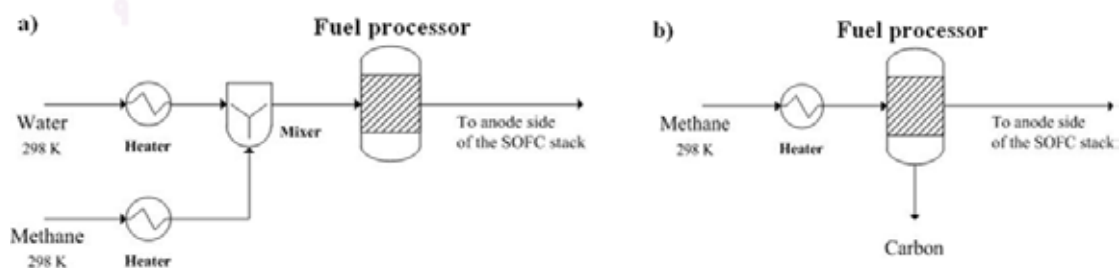 a)
Fuel processor
Water
298 K
Heater
Mixer
To anode side
of the SOFC stack
Methane
298 K
Heater
b)
Fuel processor
Methane
298 K
Heater
To anode side
of the SOFC stack
Carbon